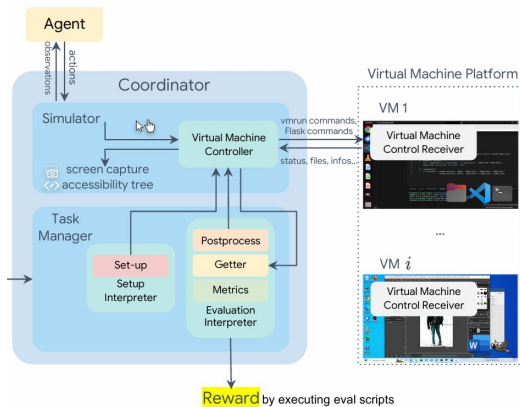 Agent
observations
actions
Coordinator
Simulator
Virtual Machine
Controller
screen capture
accessibility tree
vmrun commands,
Flask commands
status, files, infos...
Virtual Machine Platform
VM 1
Virtual Machine
Control Receiver
...
VM i
Virtual Machine
Control Receiver
W
Task
Manager
Set-up
Setup
Interpreter
Postprocess
Getter
Metrics
Evaluation
Interpreter
Reward by executing eval scripts